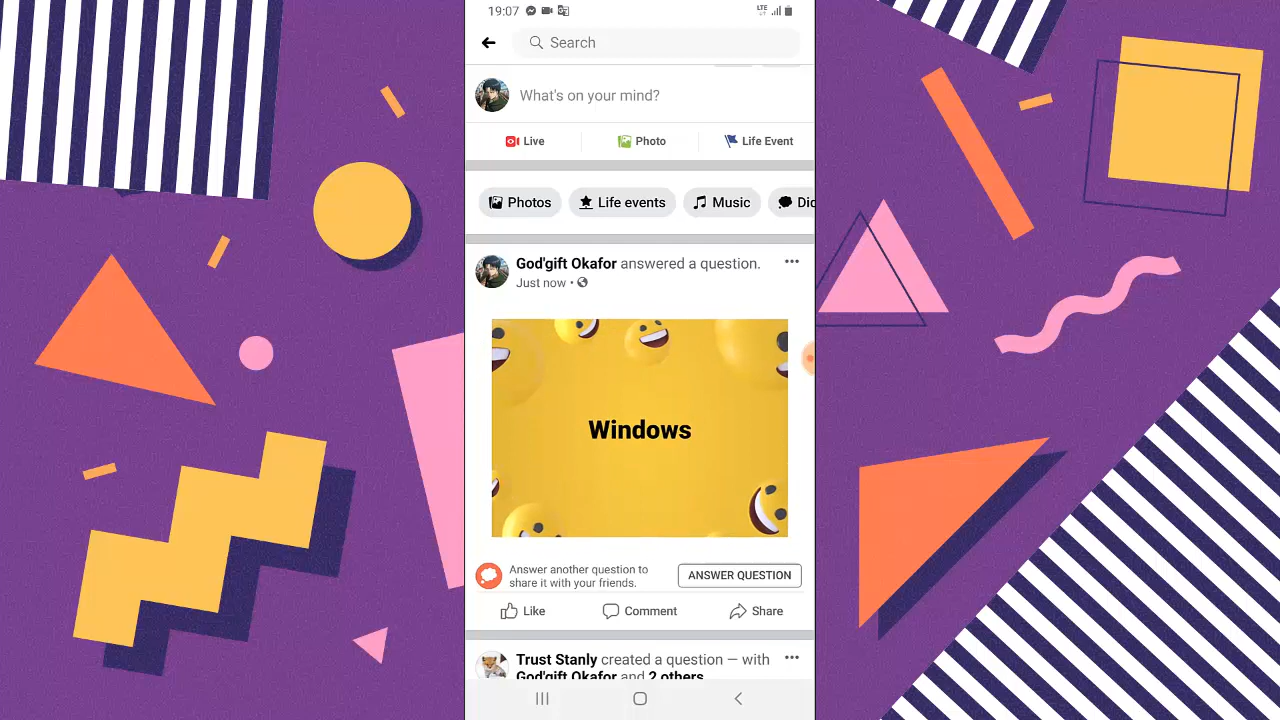 19:07
LTE
Search
What's on your mind?
Live
Photo
Life Event
Photos
Life events
Music
God'gift Okafor answered a question.
Just now •
Windows
Answer another question to
share it with your friends.
ANSWER QUESTION
Like
Comment
Share
Trust Stanly created a question — with
God'gift Okafor and 2 others